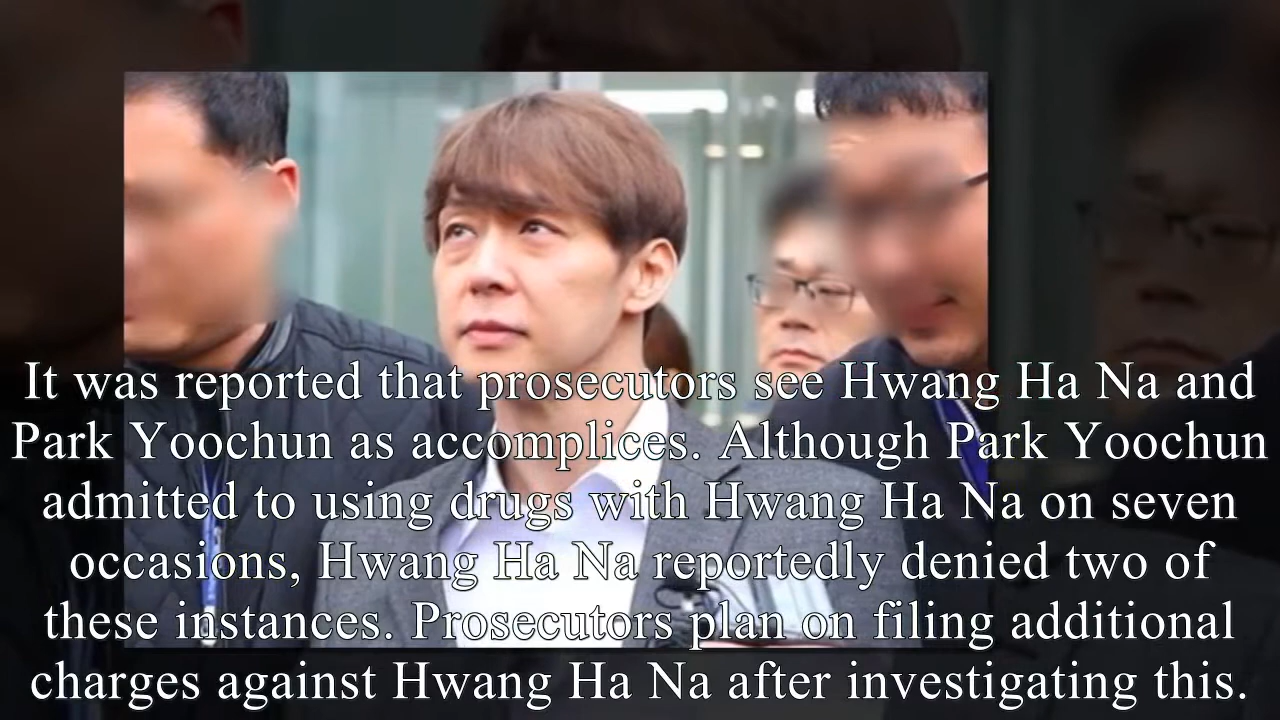 It was reported that prosecutors see Hwang Ha Na and
Park Yoochun as accomplices. Although Park Yoochun
admitted to using drugs with Hwang Ha Na on seven
occasions, Hwang Ha Na reportedly denied two of
these instances. Prosecutors plan on filing additional
charges against Hwang Ha Na after investigating this.